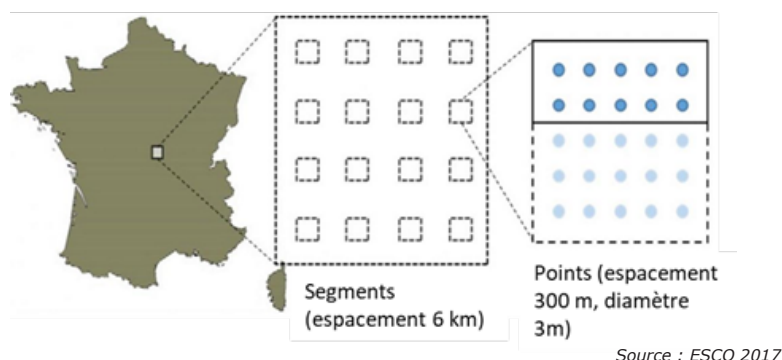 Segments
(espacement 6 km)
Points (espacement
300 m, diamètre
3m)
Source : ESCO 2017